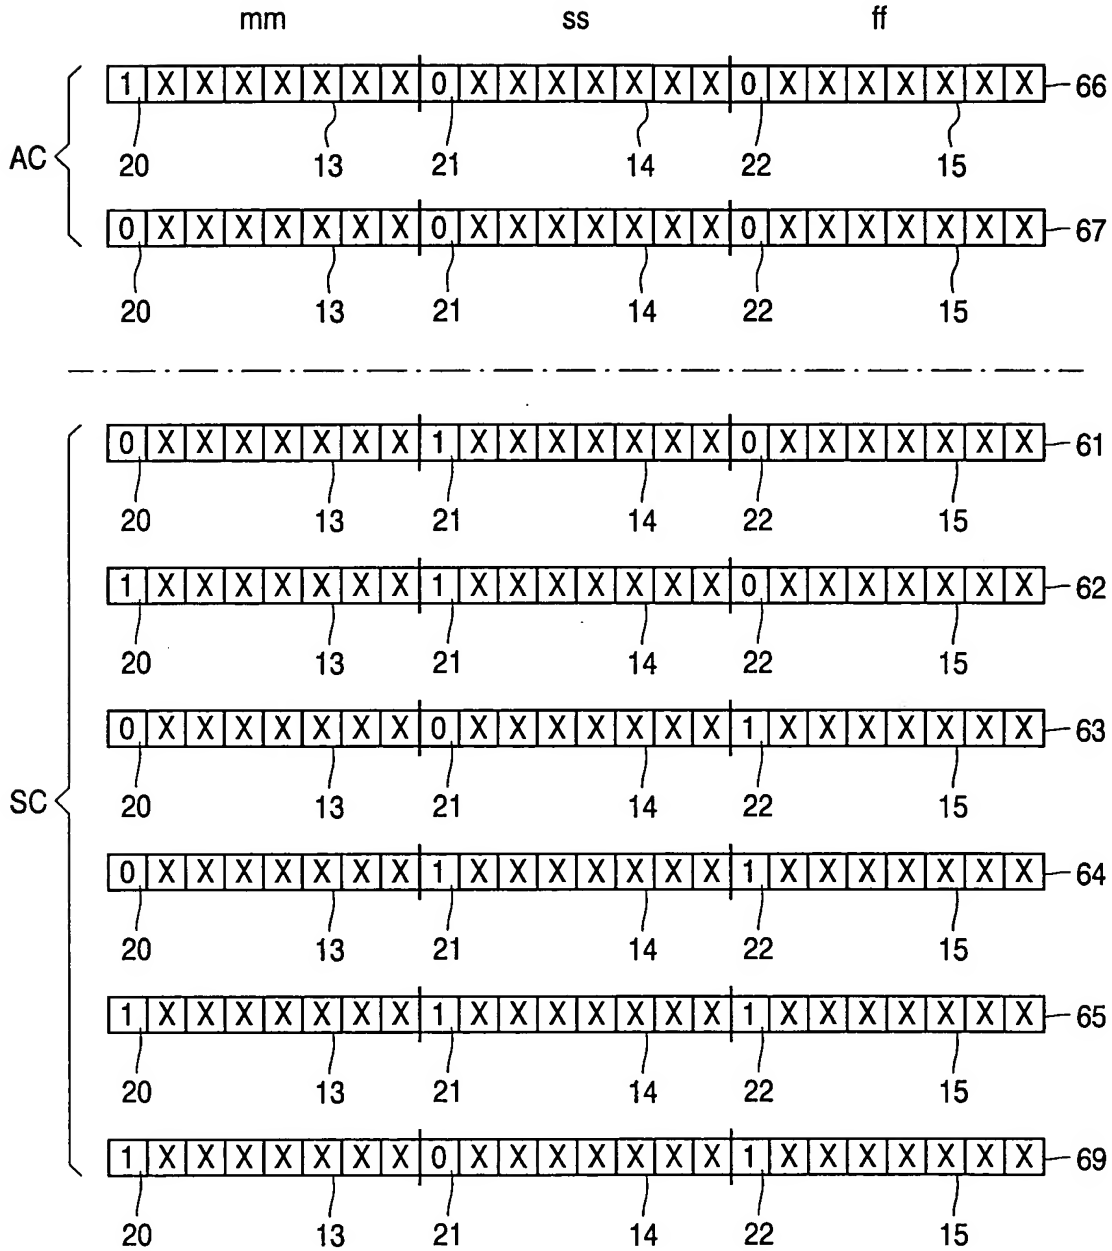 mm ss ff
AC
1 X X X X X X X 0 X X X X X X X 0 X X X X X X X 66
20 13 21 14 22 15
0 X X X X X X X 0 X X X X X X X 0 X X X X X X X 67
20 13 21 14 22 15
SC
0 X X X X X X X 1 X X X X X X X 0 X X X X X X X 61
20 13 21 14 22 15
1 X X X X X X X 1 X X X X X X X 0 X X X X X X X 62
20 13 21 14 22 15
0 X X X X X X X 0 X X X X X X X 1 X X X X X X X 63
20 13 21 14 22 15
0 X X X X X X X 1 X X X X X X X 1 X X X X X X X 64
20 13 21 14 22 15
1 X X X X X X X 1 X X X X X X X 1 X X X X X X X 65
20 13 21 14 22 15
1 X X X X X X X 0 X X X X X X X 1 X X X X X X X 69
20 13 21 14 22 15